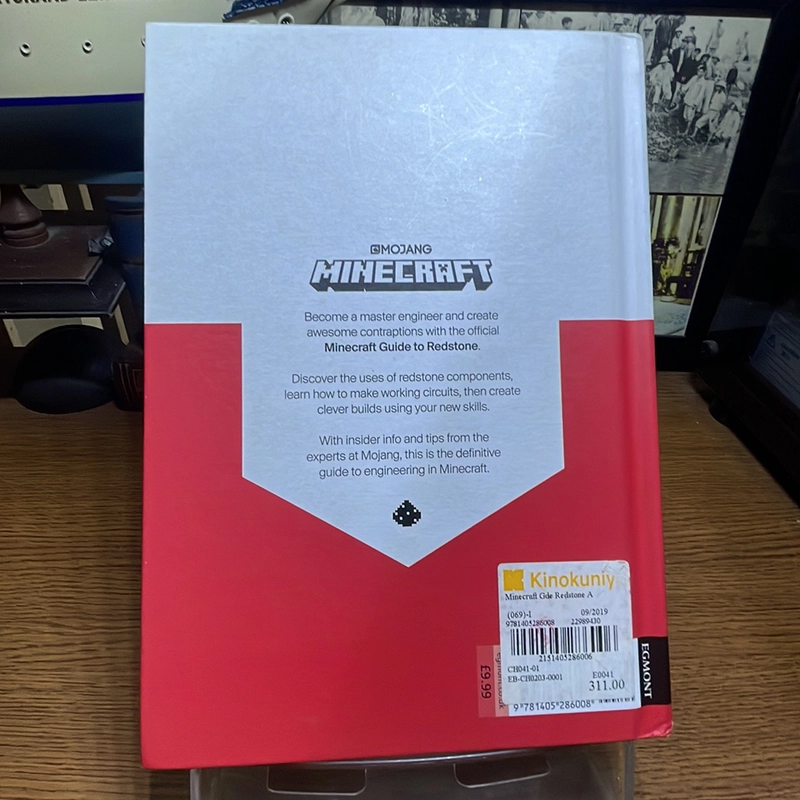 MOJANG
MINECRAFT
Become a master engineer and create
awesome contraptions with the official
Minecraft Guide to Redstone.
Discover the uses of redstone components,
learn how to make working circuits, then create
clever builds using your new skills.
With insider info and tips from the
experts at Mojang, this is the definitive
guide to engineering in Minecraft.
Kinokuniy
Minecraft Gde Redstone A
(069)-I 09/2019
9781405286008 22989430
2151405286006
CH041-01
EB-CH0203-0001 E0041
311.00
9 781405 286008
£9.99
EGMONT